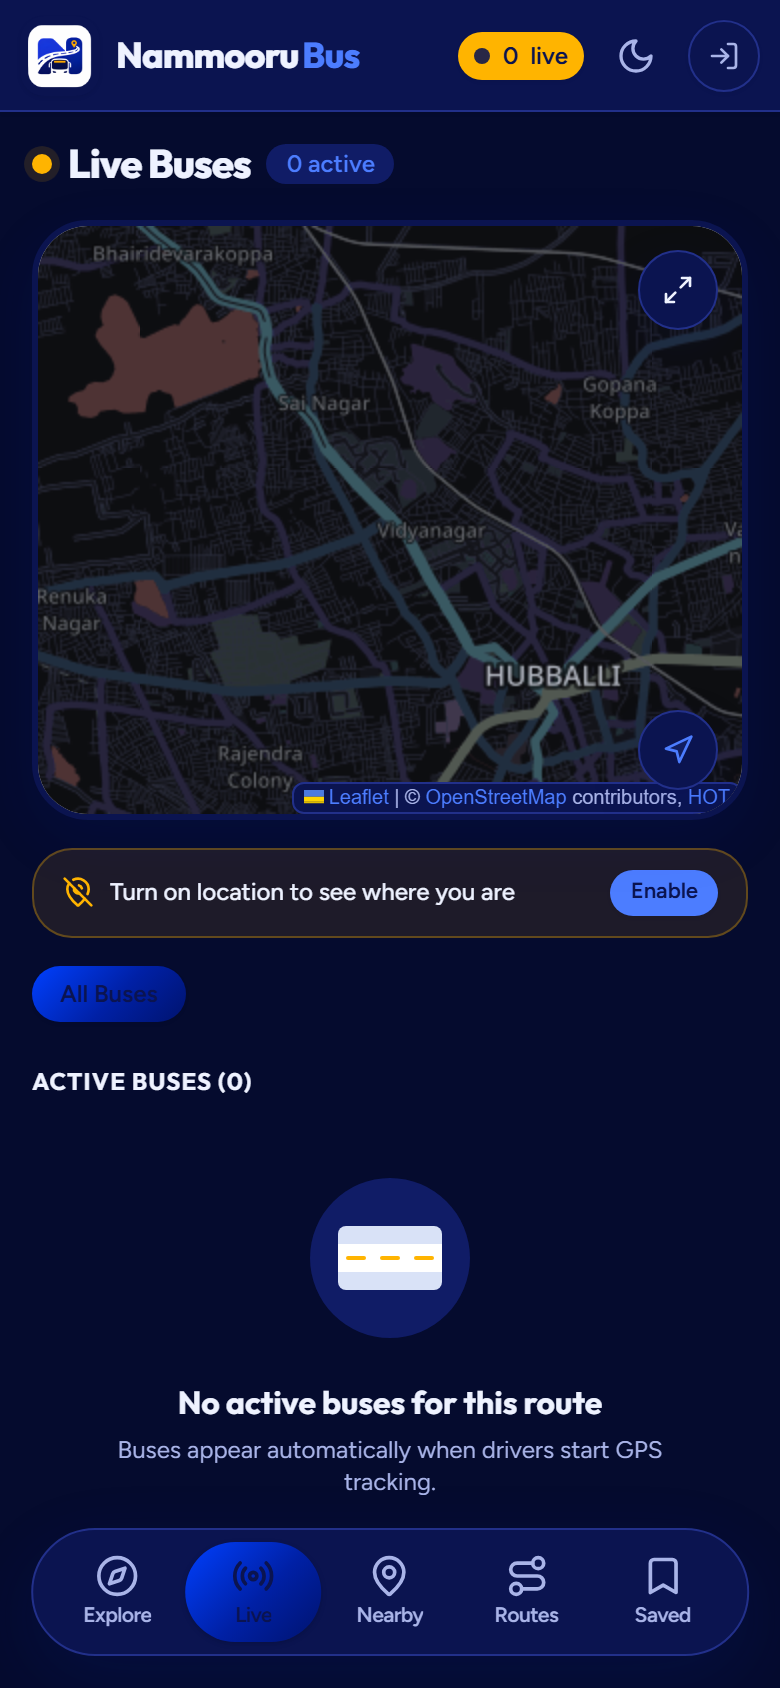 Nammooru Bus
0 live
Live Buses
0 active
Bhairidevarakoppa
Sai Nagar
Gopana
Koppa
Vidyanagar
Va
n
Renuka
Nagar
HUBBALLI
Rajendra
Colony
Leaflet | © OpenStreetMap contributors, HOT
Turn on location to see where you are
Enable
All Buses
ACTIVE BUSES (0)
No active buses for this route
Buses appear automatically when drivers start GPS
tracking.
Explore
Live
Nearby
Routes
Saved